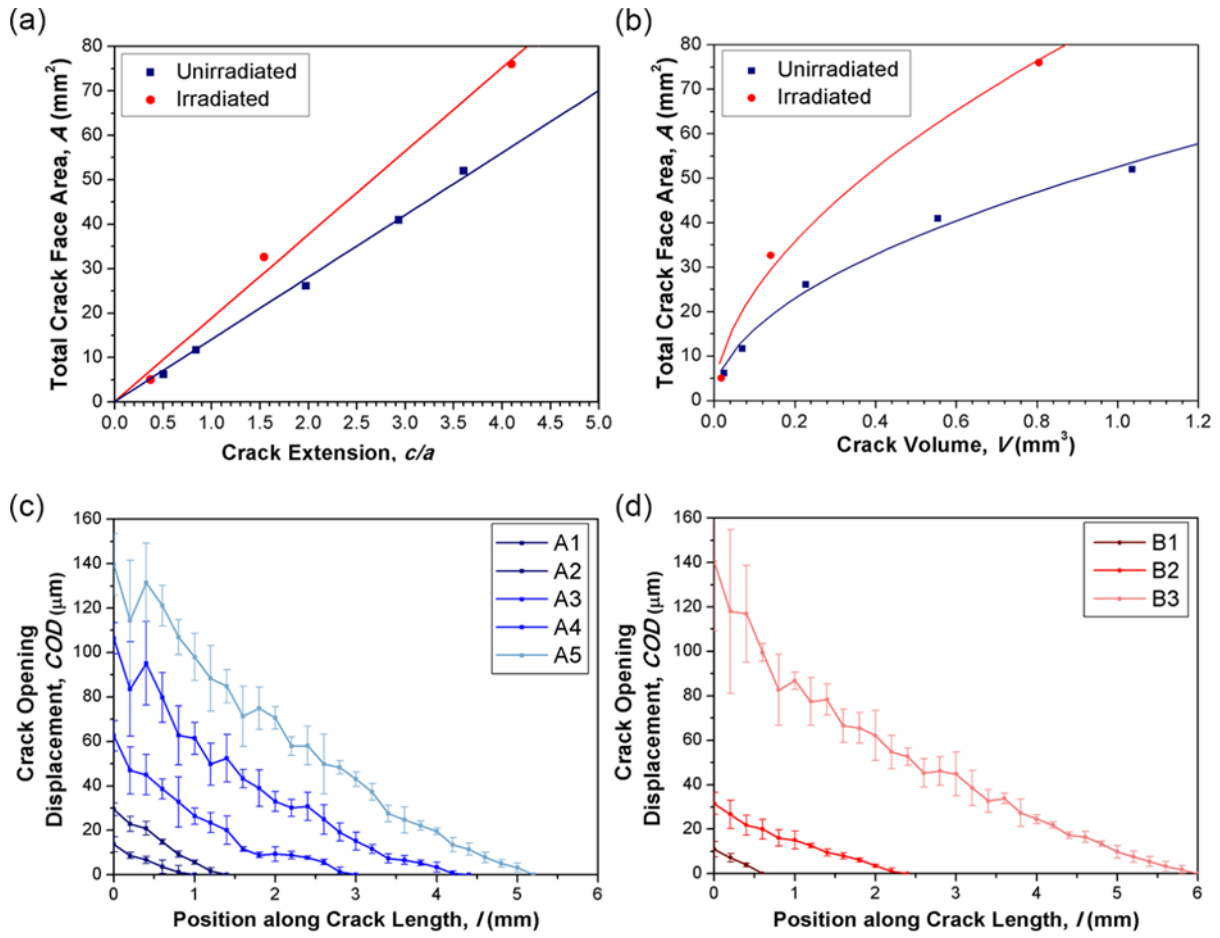 (a)
Total Crack Face Area, A (mm²)
80
70
60
50
40
30
20
10
0
Unirradiated
Irradiated
0.0 0.5 1.0 1.5 2.0 2.5 3.0 3.5 4.0 4.5 5.0
Crack Extension, c/a
(b)
Total Crack Face Area, A (mm²)
80
70
60
50
40
30
20
10
0
Unirradiated
Irradiated
0.0 0.2 0.4 0.6 0.8 1.0 1.2
Crack Volume, V (mm³)
(c)
Crack Opening
Displacement, COD (μm)
160
140
120
100
80
60
40
20
0
A1
A2
A3
A4
A5
0 1 2 3 4 5 6
Position along Crack Length, l (mm)
(d)
Crack Opening
Displacement, COD (μm)
160
140
120
100
80
60
40
20
0
B1
B2
B3
0 1 2 3 4 5 6
Position along Crack Length, l (mm)